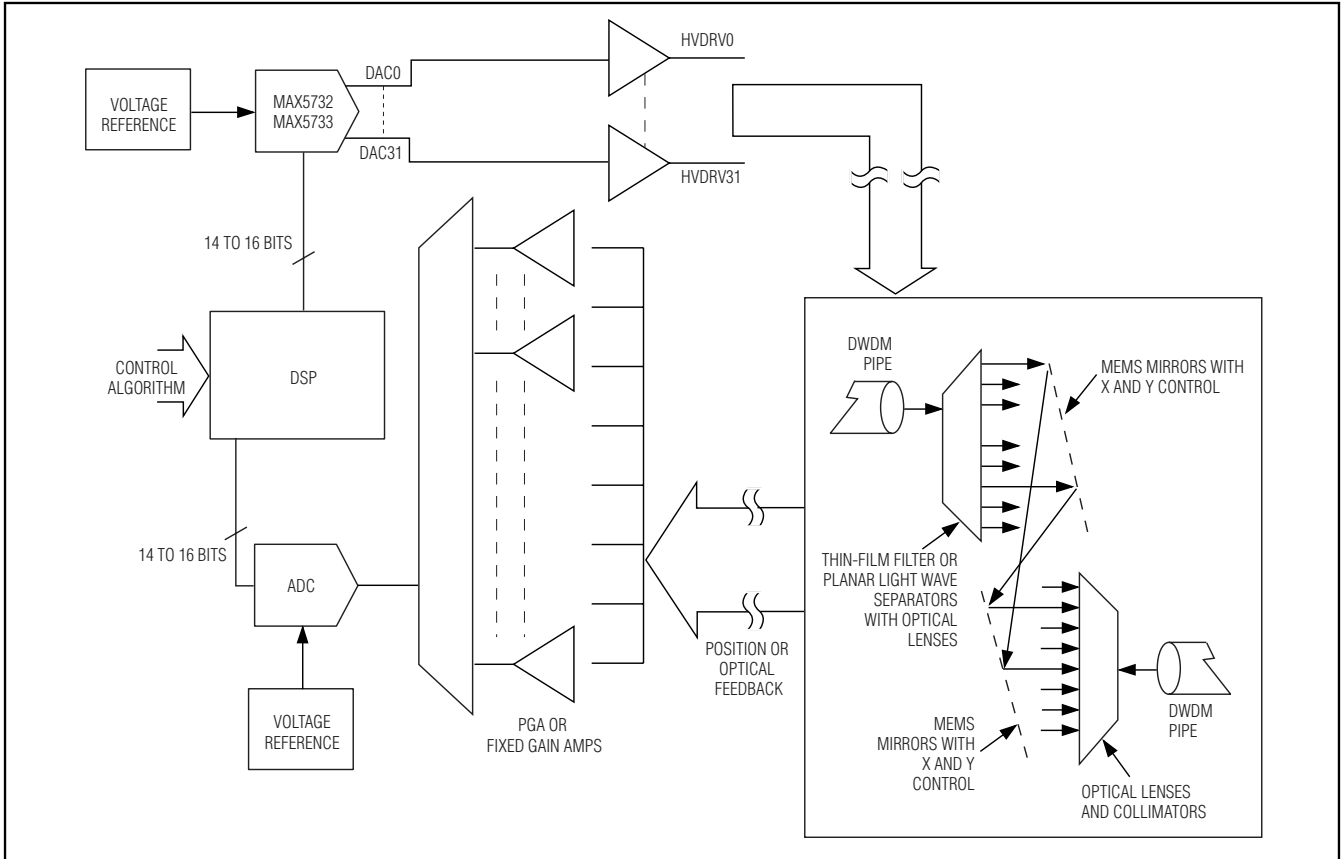 VOLTAGE
REFERENCE
MAX5732
MAX5733
DAC0
DAC31
HVDRV0
HVDRV31
14 TO 16 BITS
CONTROL
ALGORITHM
DSP
14 TO 16 BITS
ADC
VOLTAGE
REFERENCE
PGA OR
FIXED GAIN AMPS
POSITION OR
OPTICAL
FEEDBACK
DWDM
PIPE
MEMS MIRRORS WITH
X AND Y CONTROL
THIN-FILM FILTER OR
PLANAR LIGHT WAVE
SEPARATORS
WITH OPTICAL
LENSES
MEMS
MIRRORS WITH
X AND Y
CONTROL
DWDM
PIPE
OPTICAL LENSES
AND COLLIMATORS